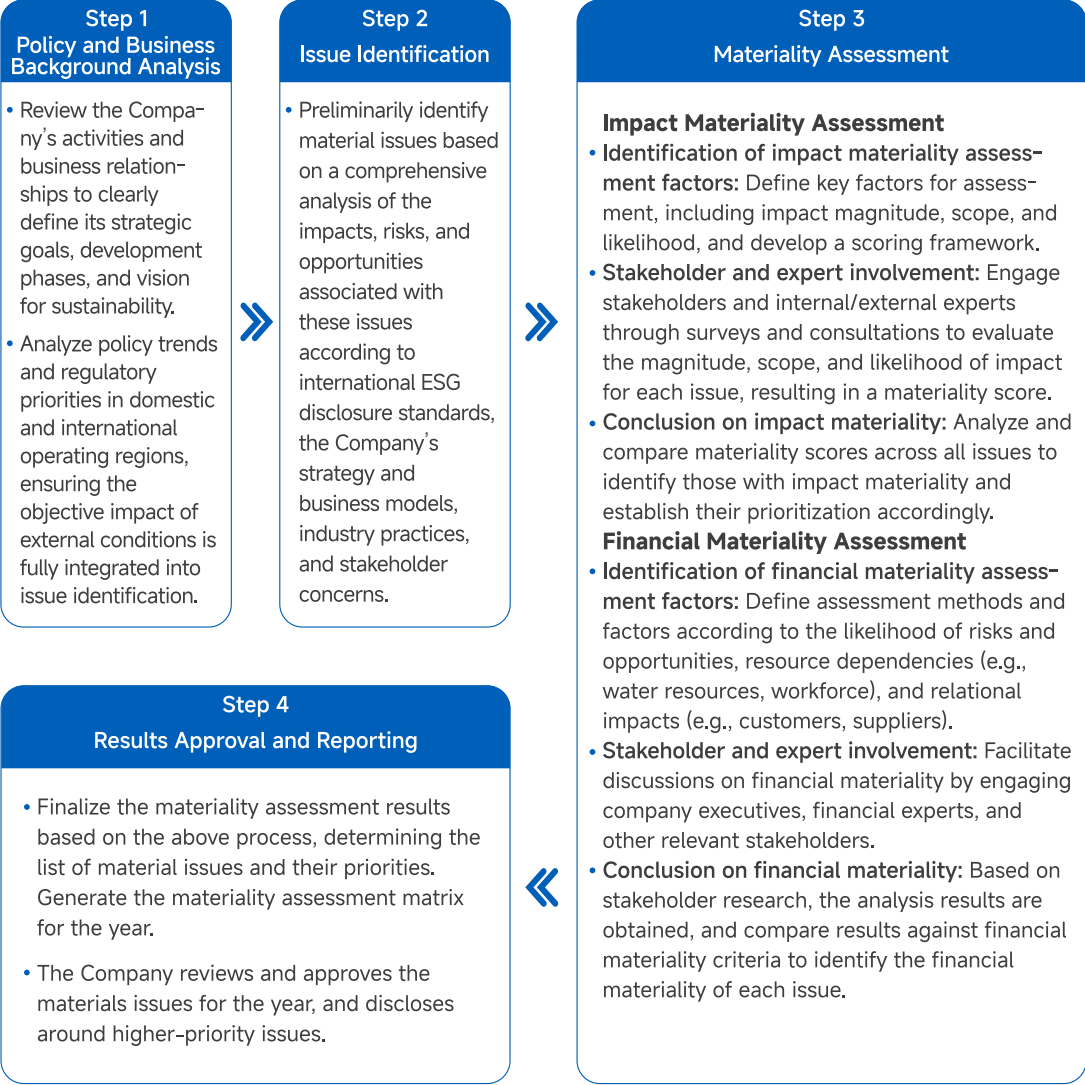 Step 1
Policy and Business
Background Analysis
• Review the Compa-
ny's activities and
business relation-
ships to clearly
define its strategic
goals, development
phases, and vision
for sustainability.
• Analyze policy trends
and regulatory
priorities in domestic
and international
operating regions,
ensuring the
objective impact of
external conditions is
fully integrated into
issue identification.
Step 2
Issue Identification
• Preliminarily identify
material issues based
on a comprehensive
analysis of the
impacts, risks, and
opportunities
associated with
these issues
according to
international ESG
disclosure standards,
the Company's
strategy and
business models,
industry practices,
and stakeholder
concerns.
Step 3
Materiality Assessment
Impact Materiality Assessment
• Identification of impact materiality assess-
ment factors: Define key factors for assess-
ment, including impact magnitude, scope, and
likelihood, and develop a scoring framework.
• Stakeholder and expert involvement: Engage
stakeholders and internal/external experts
through surveys and consultations to evaluate
the magnitude, scope, and likelihood of impact
for each issue, resulting in a materiality score.
• Conclusion on impact materiality: Analyze and
compare materiality scores across all issues to
identify those with impact materiality and
establish their prioritization accordingly.
Financial Materiality Assessment
• Identification of financial materiality assess-
ment factors: Define assessment methods and
factors according to the likelihood of risks and
opportunities, resource dependencies (e.g.,
water resources, workforce), and relational
impacts (e.g., customers, suppliers).
• Stakeholder and expert involvement: Facilitate
discussions on financial materiality by engaging
company executives, financial experts, and
other relevant stakeholders.
• Conclusion on financial materiality: Based on
stakeholder research, the analysis results are
obtained, and compare results against financial
materiality criteria to identify the financial
materiality of each issue.
Step 4
Results Approval and Reporting
• Finalize the materiality assessment results
based on the above process, determining the
list of material issues and their priorities.
Generate the materiality assessment matrix
for the year.
• The Company reviews and approves the
materials issues for the year, and discloses
around higher-priority issues.